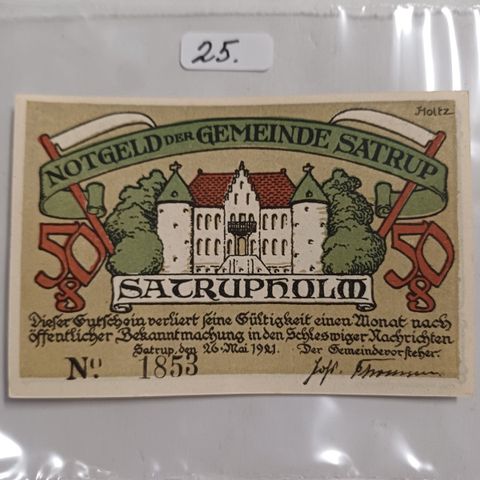 25.
Holtz
NOTGELD DER GEMEINDE SATRUP
50 50
SATRUPHOLM
Dieser Gutschein verliert seine Gültigkeit einen Monat nach
öffentlicher Bekanntmachung in den Schleswiger Nachrichten
Satrup, den 26. Mai 1921. Der Gemeindevorsteher.
No 1853
Joh.